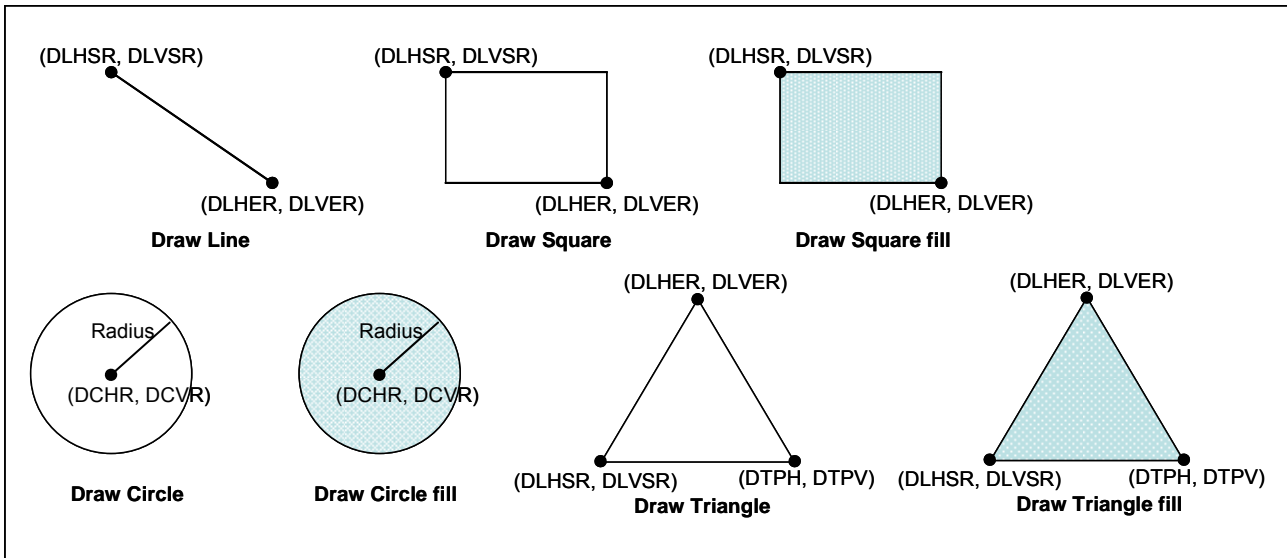 (DLHSR, DLVSR)
(DLHER, DLVER)
Draw Line
(DLHSR, DLVSR)
(DLHER, DLVER)
Draw Square
(DLHSR, DLVSR)
(DLHER, DLVER)
Draw Square fill
Radius
(DCHR, DCVR)
Draw Circle
Radius
(DCHR, DCVR)
Draw Circle fill
(DLHER, DLVER)
(DLHSR, DLVSR)
(DTPH, DTPV)
Draw Triangle
(DLHER, DLVER)
(DLHSR, DLVSR)
(DTPH, DTPV)
Draw Triangle fill